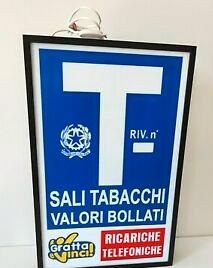 T
RIV. n°
SALI TABACCHI
VALORI BOLLATI
Gratta
e Vinci!
RICARICHE
TELEFONICHE